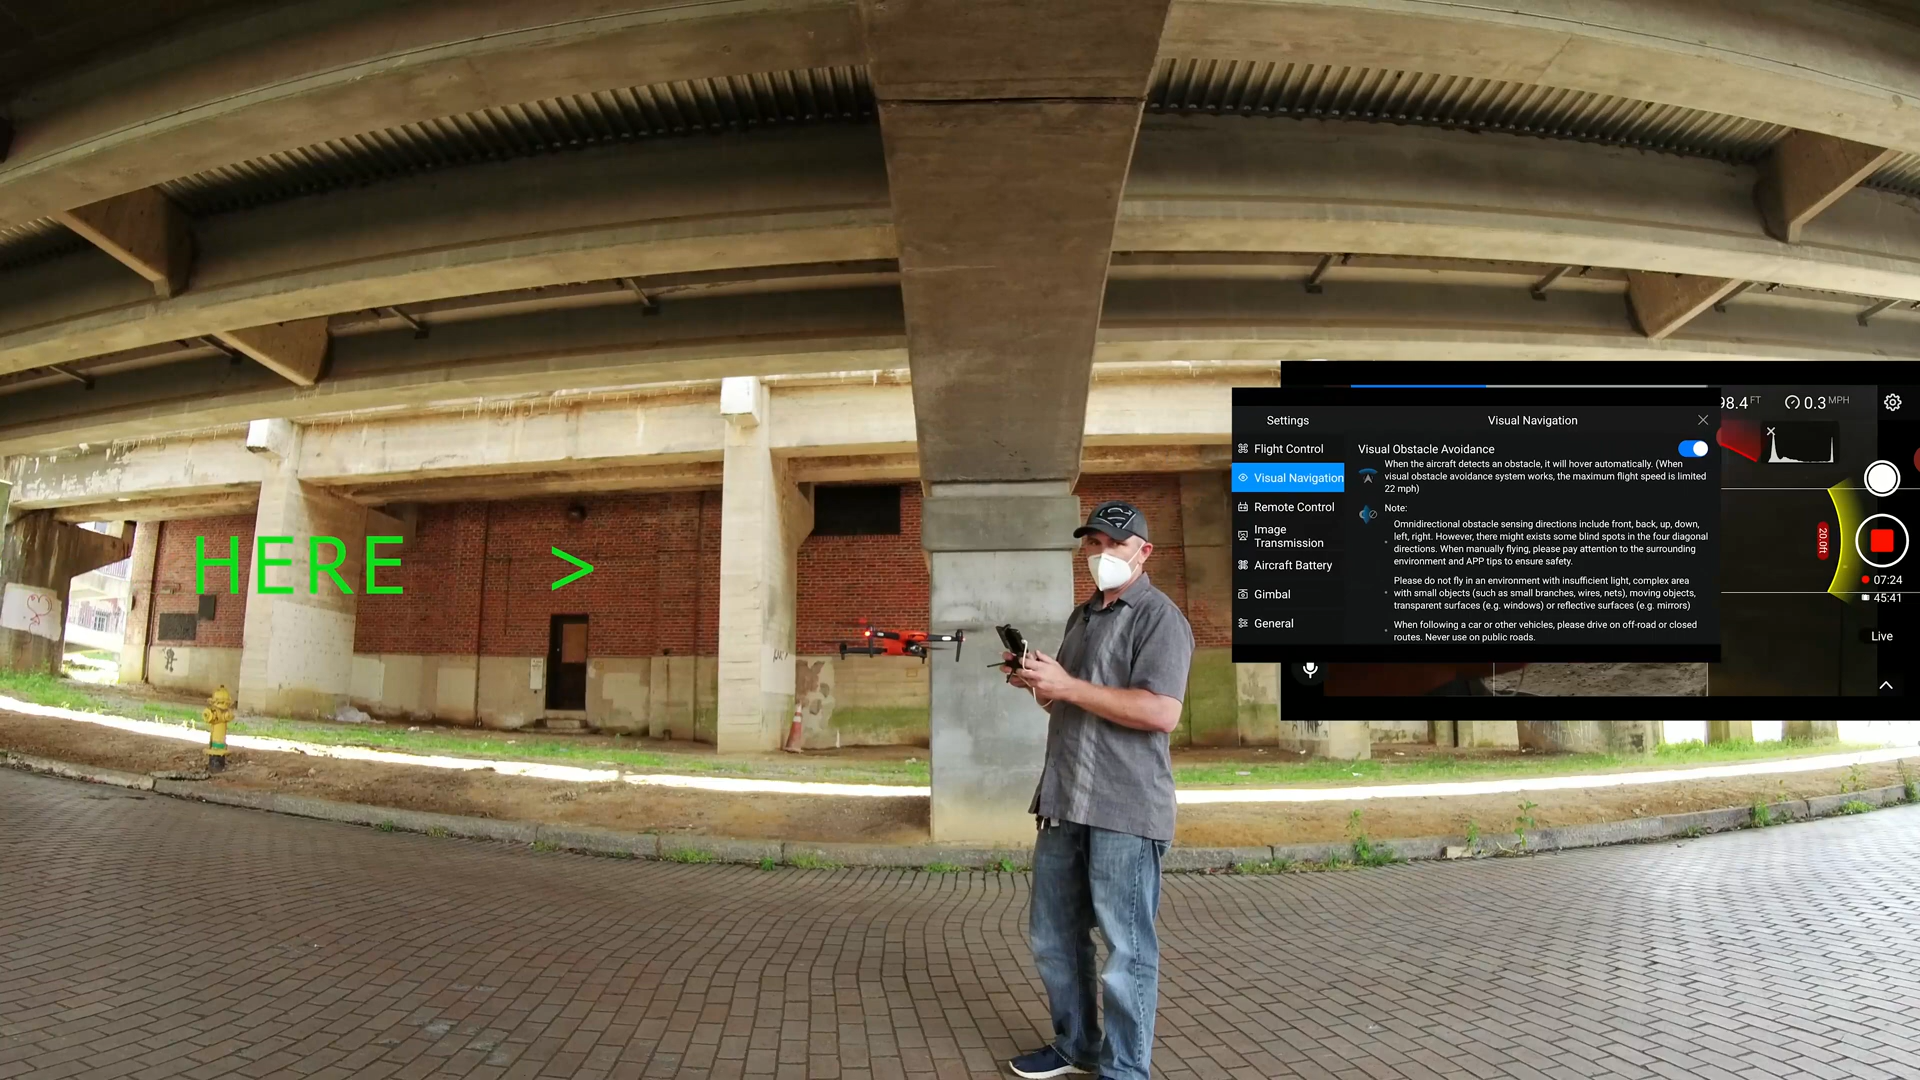 98.4 FT 0.3 MPH
Settings
Visual Navigation
Flight Control
Visual Navigation
Remote Control
Image
Transmission
Aircraft Battery
Gimbal
General
Visual Obstacle Avoidance
When the aircraft detects an obstacle, it will hover automatically. (When
visual obstacle avoidance system works, the maximum flight speed is limited
22 mph)
Note:
Omnidirectional obstacle sensing directions include front, back, up, down,
left, right. However, there might exists some blind spots in the four diagonal
directions. When manually flying, please pay attention to the surrounding
environment and APP tips to ensure safety.
Please do not fly in an environment with insufficient light, complex area
with small objects (such as small branches, wires, nets), moving objects,
transparent surfaces (e.g. windows) or reflective surfaces (e.g. mirrors)
When following a car or other vehicles, please drive on off-road or closed
routes. Never use on public roads.
20.0ft
07:24
45:41
Live
HERE >